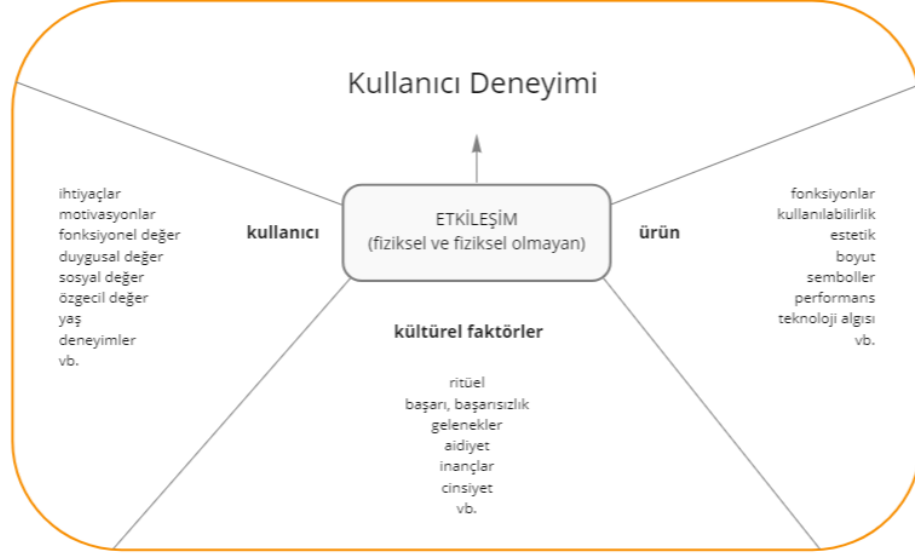 Kullanıcı Deneyimi
ETKİLEŞİM
(fiziksel ve fiziksel olmayan)
kullanıcı
ihtiyaçlar
motivasyonlar
fonksiyonel değer
duygusal değer
sosyal değer
özgecil değer
yaş
deneyimler
vb.
ürün
fonksiyonlar
kullanılabilirlik
estetik
boyut
semboller
performans
teknoloji algısı
vb.
kültürel faktörler
ritüel
başarı, başarısızlık
gelenekler
aidiyet
inançlar
cinsiyet
vb.